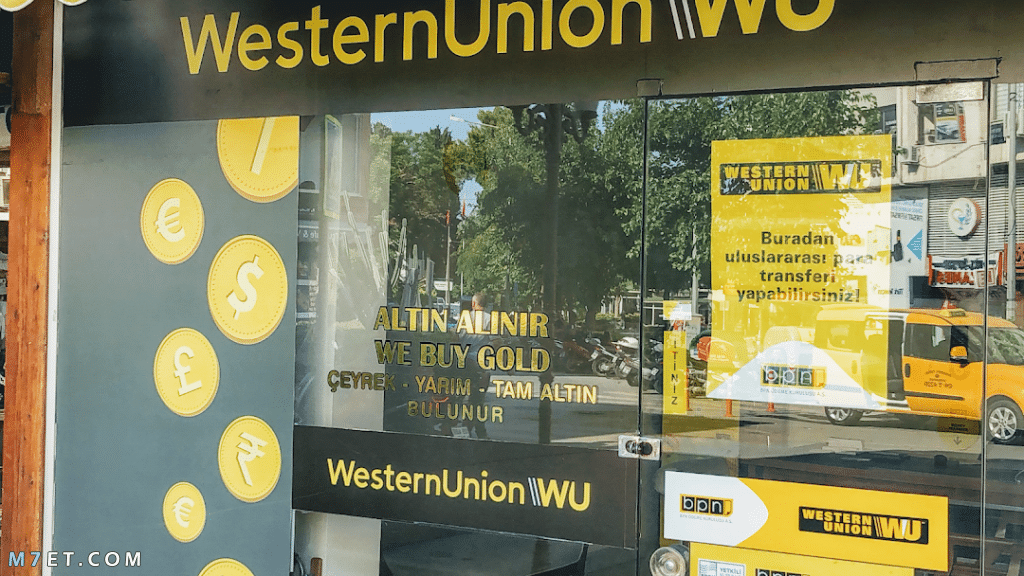 WesternUnion WU
WESTERN
UNION WU
Buradan
uluslararası para
transferi
yapabilirsiniz!
bpn
ALTIN ALINIR
WE BUY GOLD
ÇEYREK - YARIM - TAM ALTIN
BULUNUR
WesternUnion WU
bpn
WESTERN
UNION WU
bpn
M7ET.COM